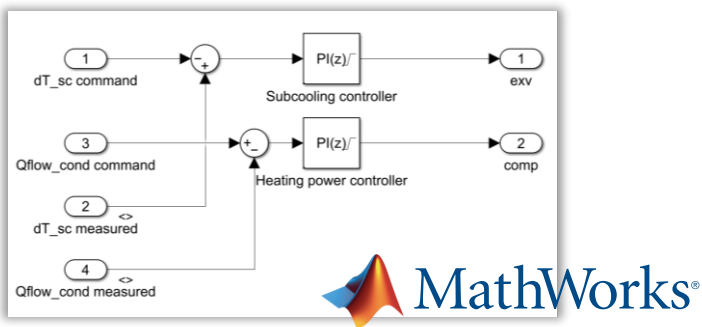 1
dT_sc command
−
+
PI(z)
Subcooling controller
1
exv
3
Qflow_cond command
+
−
PI(z)
Heating power controller
2
comp
2
<>
dT_sc measured
4
<>
Qflow_cond measured
MathWorks®